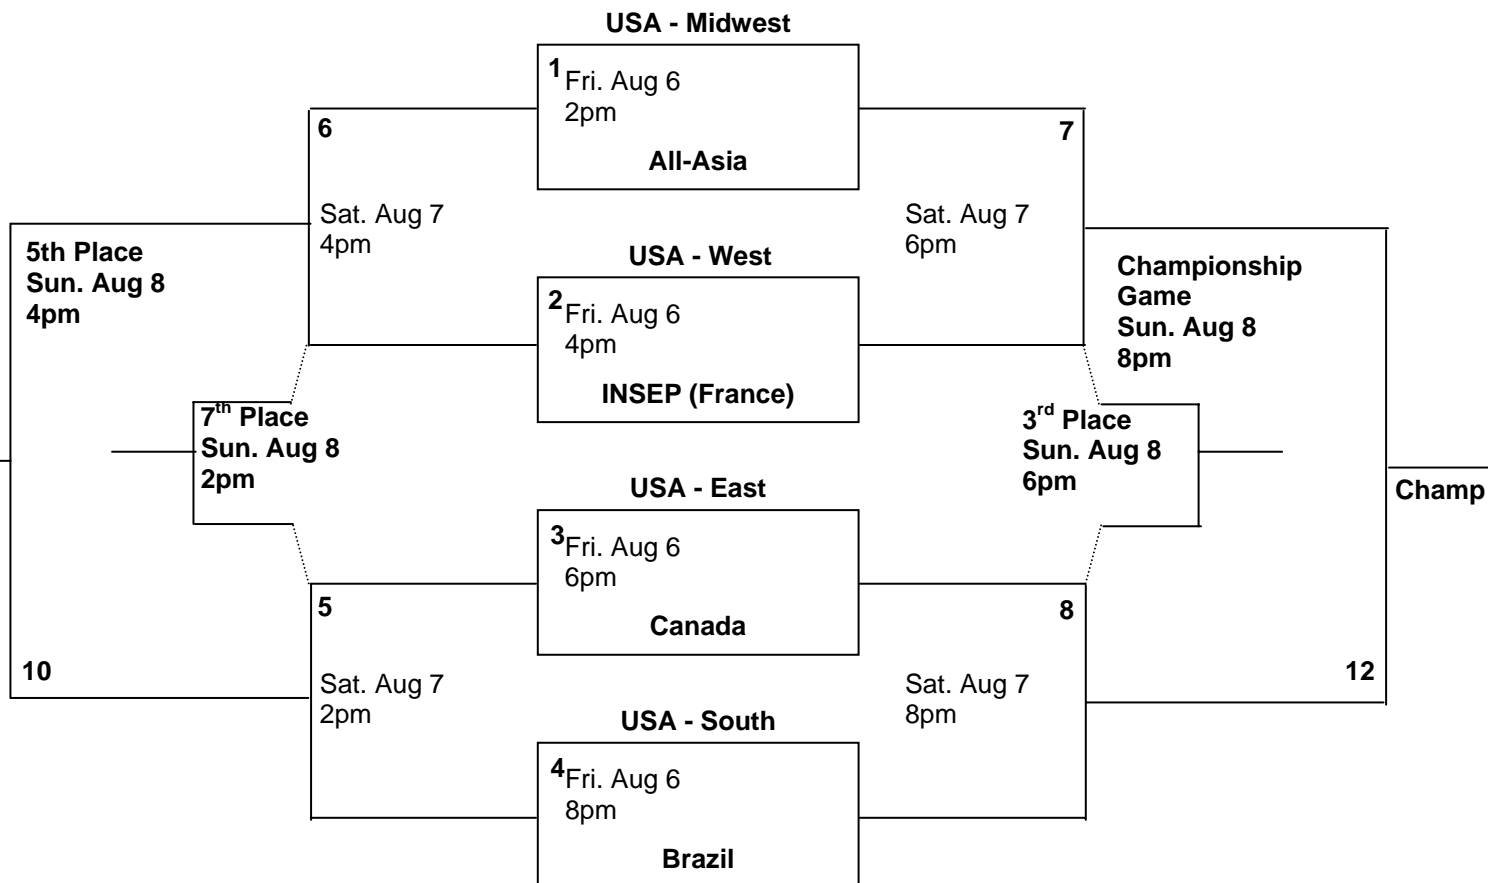 USA - Midwest
1 Fri. Aug 6
2pm
All-Asia
6
7
Sat. Aug 7
4pm
Sat. Aug 7
6pm
5th Place
Sun. Aug 8
4pm
USA - West
2 Fri. Aug 6
4pm
INSEP (France)
Championship
Game
Sun. Aug 8
8pm
7th Place
Sun. Aug 8
2pm
3rd Place
Sun. Aug 8
6pm
USA - East
3 Fri. Aug 6
6pm
Canada
Champ
5
8
10
12
Sat. Aug 7
2pm
Sat. Aug 7
8pm
USA - South
4 Fri. Aug 6
8pm
Brazil